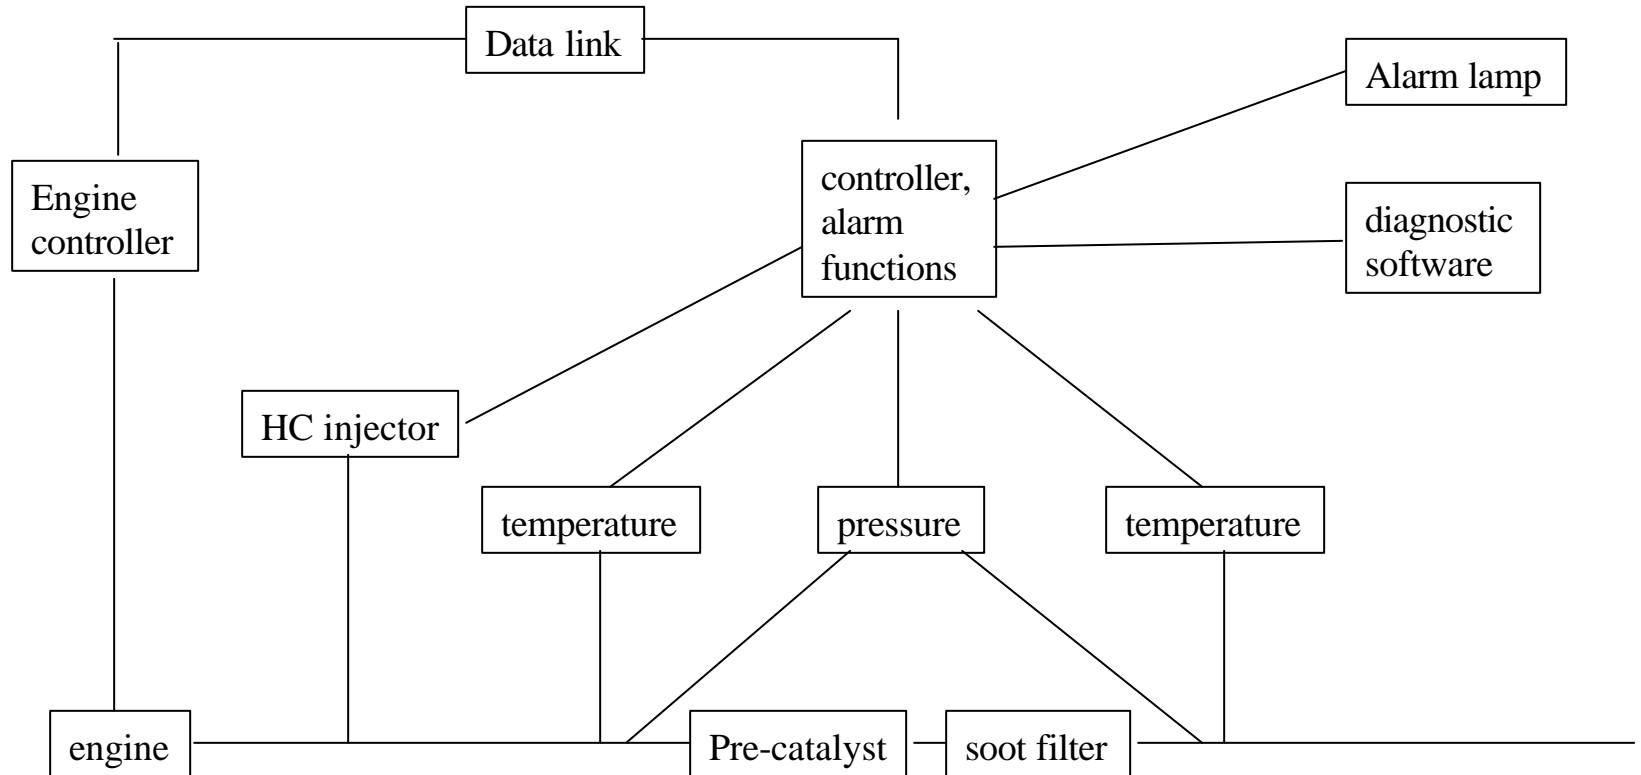 Data link
Alarm lamp
Engine
controller
controller,
alarm
functions
diagnostic
software
HC injector
temperature
pressure
temperature
engine
Pre-catalyst
soot filter